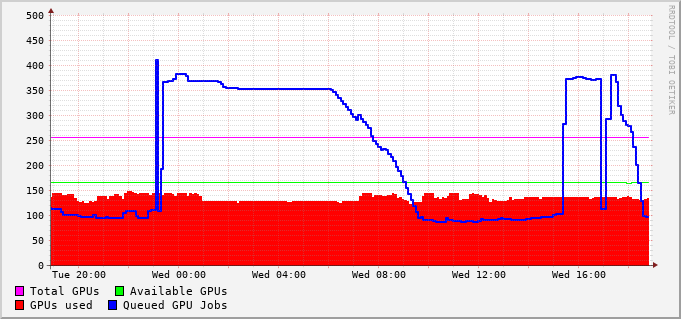 500
450
400
350
300
250
200
150
100
50
0
Tue 20:00 Wed 00:00 Wed 04:00 Wed 08:00 Wed 12:00 Wed 16:00
Total GPUs Available GPUs
GPUs used Queued GPU Jobs
RRDTOOL / TOBI OETIKER